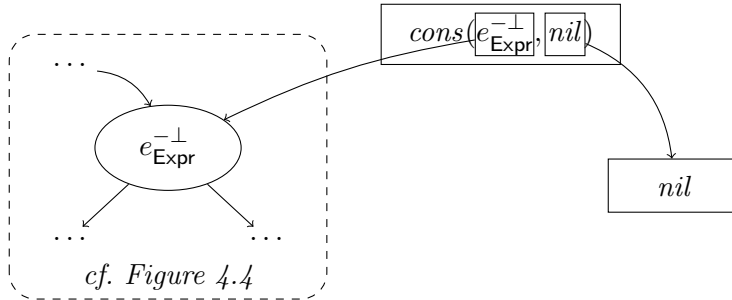 cons(e_Expr^{-⊥}, nil)
...
e_Expr^{-⊥}
nil
... ...
cf. Figure 4.4